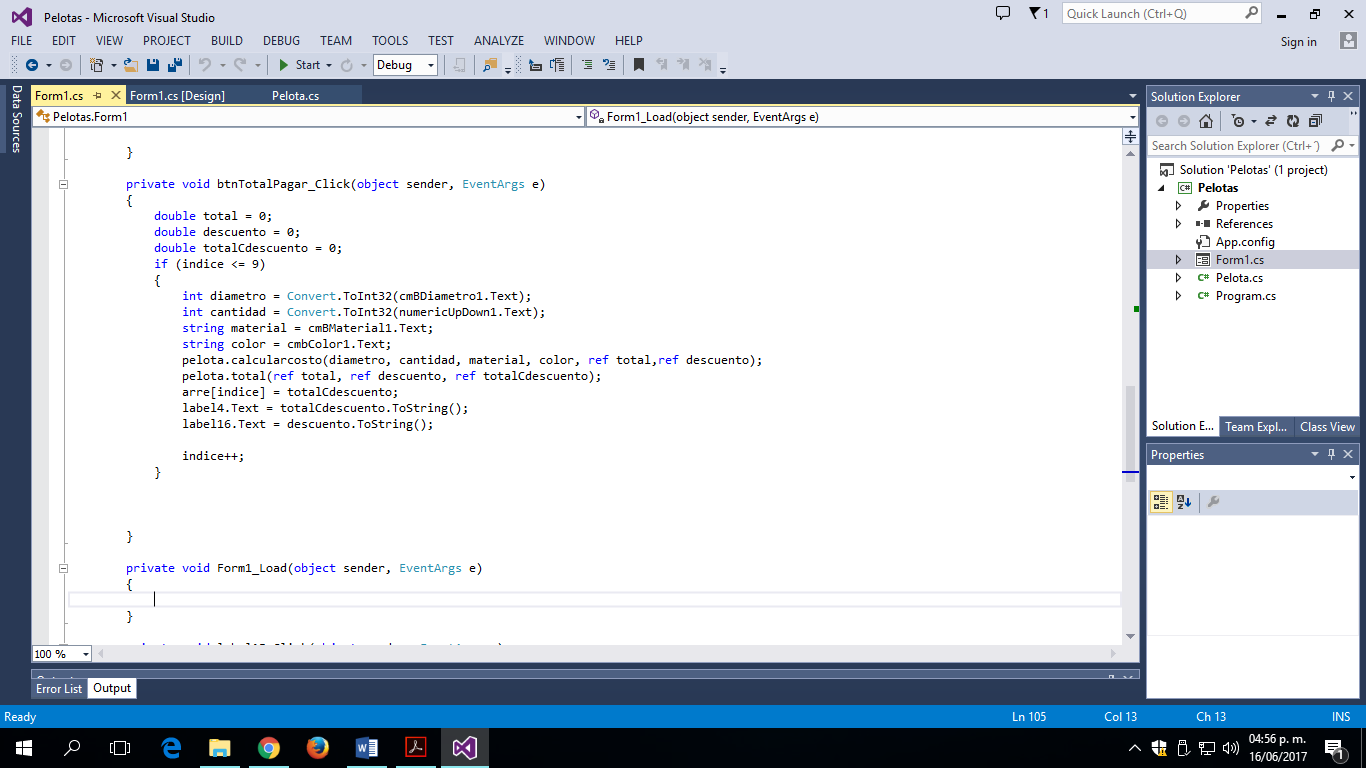 Pelotas - Microsoft Visual Studio
1
Quick Launch (Ctrl+Q)
FILE EDIT VIEW PROJECT BUILD DEBUG TEAM TOOLS TEST ANALYZE WINDOW HELP
Sign in
Start Debug
Data Sources
Form1.cs Form1.cs [Design] Pelota.cs
Pelotas.Form1 Form1_Load(object sender, EventArgs e)
}
private void btnTotalPagar_Click(object sender, EventArgs e)
{
double total = 0;
double descuento = 0;
double totalCdescuento = 0;
if (indice <= 9)
{
int diametro = Convert.ToInt32(cmBDiametro1.Text);
int cantidad = Convert.ToInt32(numericUpDown1.Text);
string material = cmBMaterial1.Text;
string color = cmbColor1.Text;
pelota.calcularcosto(diametro, cantidad, material, color, ref total,ref descuento);
pelota.total(ref total, ref descuento, ref totalCdescuento);
arre[indice] = totalCdescuento;
label4.Text = totalCdescuento.ToString();
label16.Text = descuento.ToString();
indice++;
}
}
private void Form1_Load(object sender, EventArgs e)
{
}
100 %
Solution Explorer
Search Solution Explorer (Ctrl+´)
Solution 'Pelotas' (1 project)
C# Pelotas
Properties
References
App.config
Form1.cs
C# Pelota.cs
C# Program.cs
Solution E... Team Expl... Class View
Properties
Error List Output
Ready Ln 105 Col 13 Ch 13 INS
04:56 p. m.
16/06/2017
1